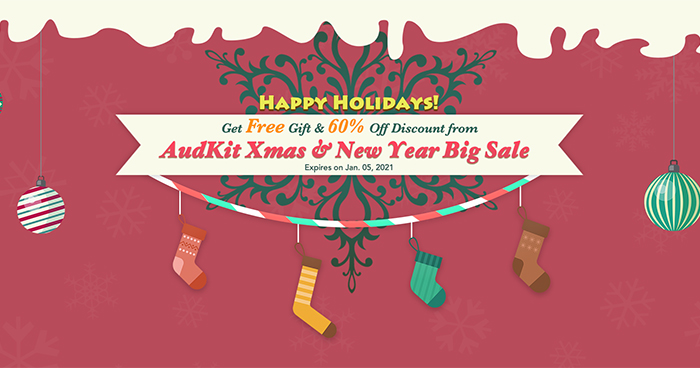 Happy Holidays!
Get Free Gift & 60% Off Discount from
AudKit Xmas & New Year Big Sale
Expires on Jan. 05, 2021